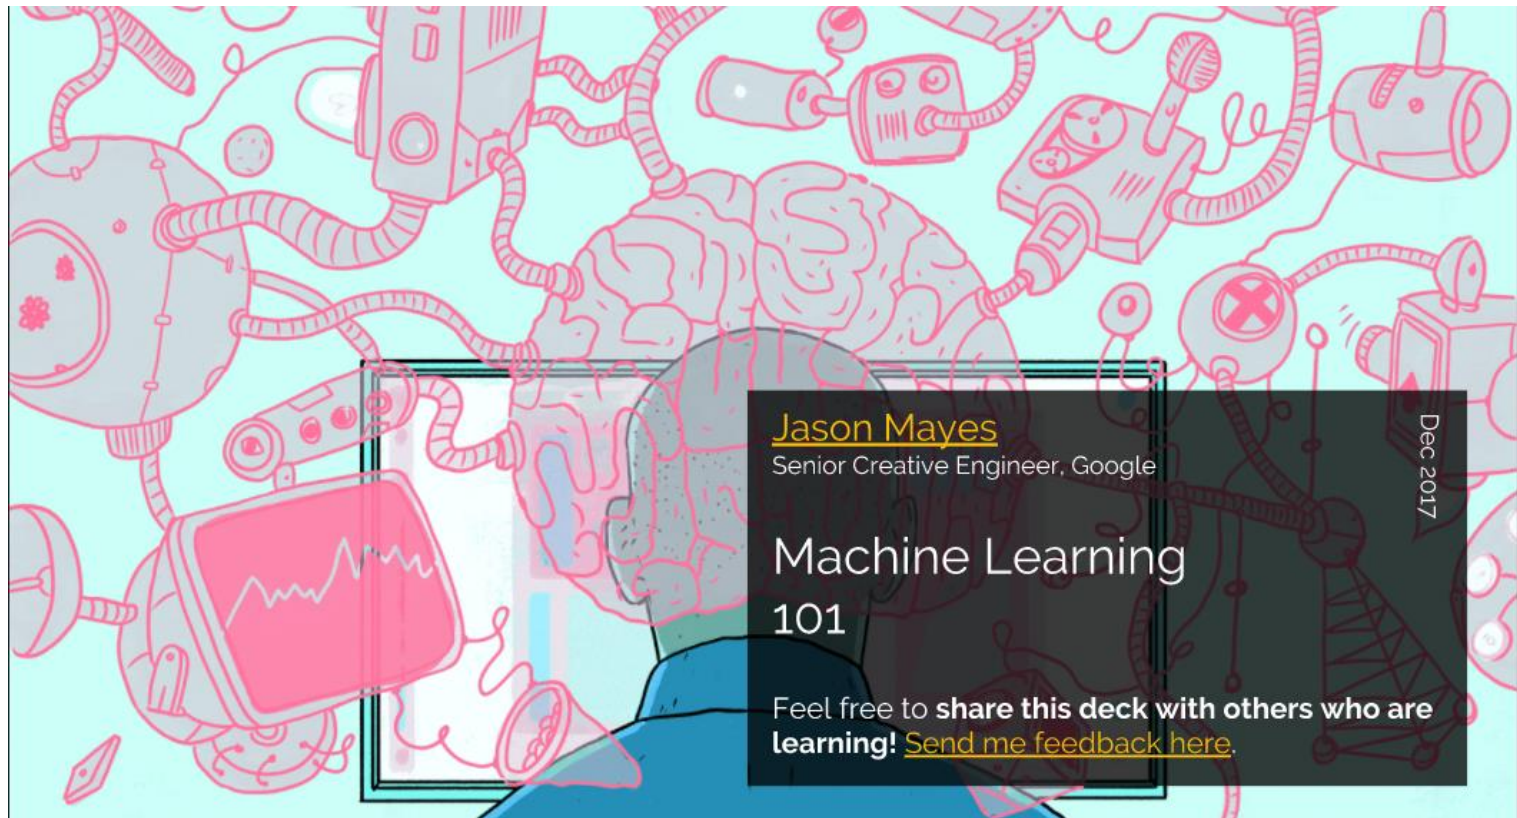 Jason Mayes
Senior Creative Engineer, Google
Dec 2017
Machine Learning
101
Feel free to share this deck with others who are
learning! Send me feedback here.